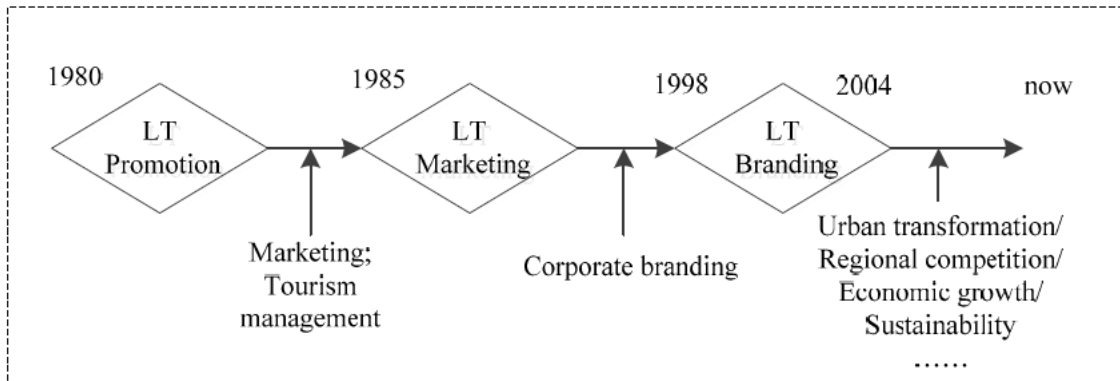 1980
1985
1998
2004
now
LT
Promotion
LT
Marketing
LT
Branding
Marketing;
Tourism
management
Corporate branding
Urban transformation/
Regional competition/
Economic growth/
Sustainability
……